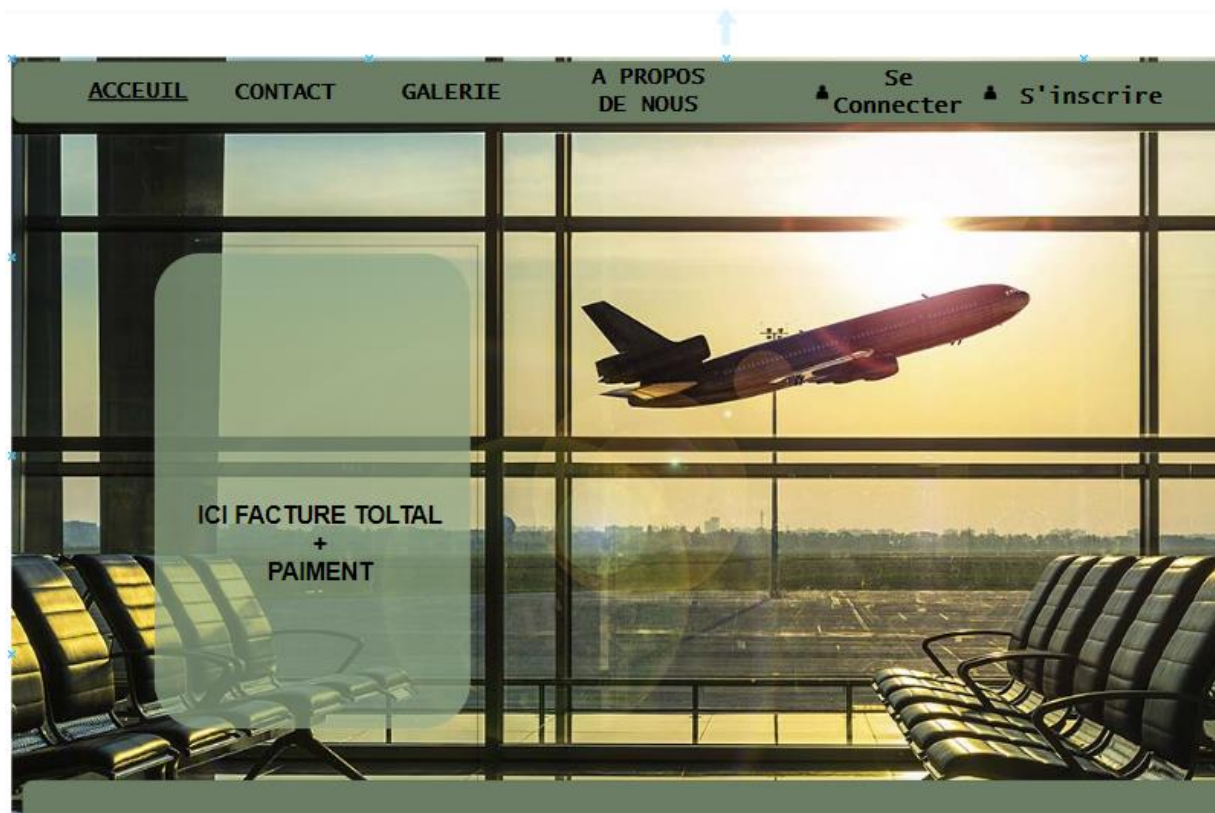 ACCEUIL CONTACT GALERIE A PROPOS DE NOUS Se Connecter S'inscrire
ICI FACTURE TOLTAL
+
PAIMENT